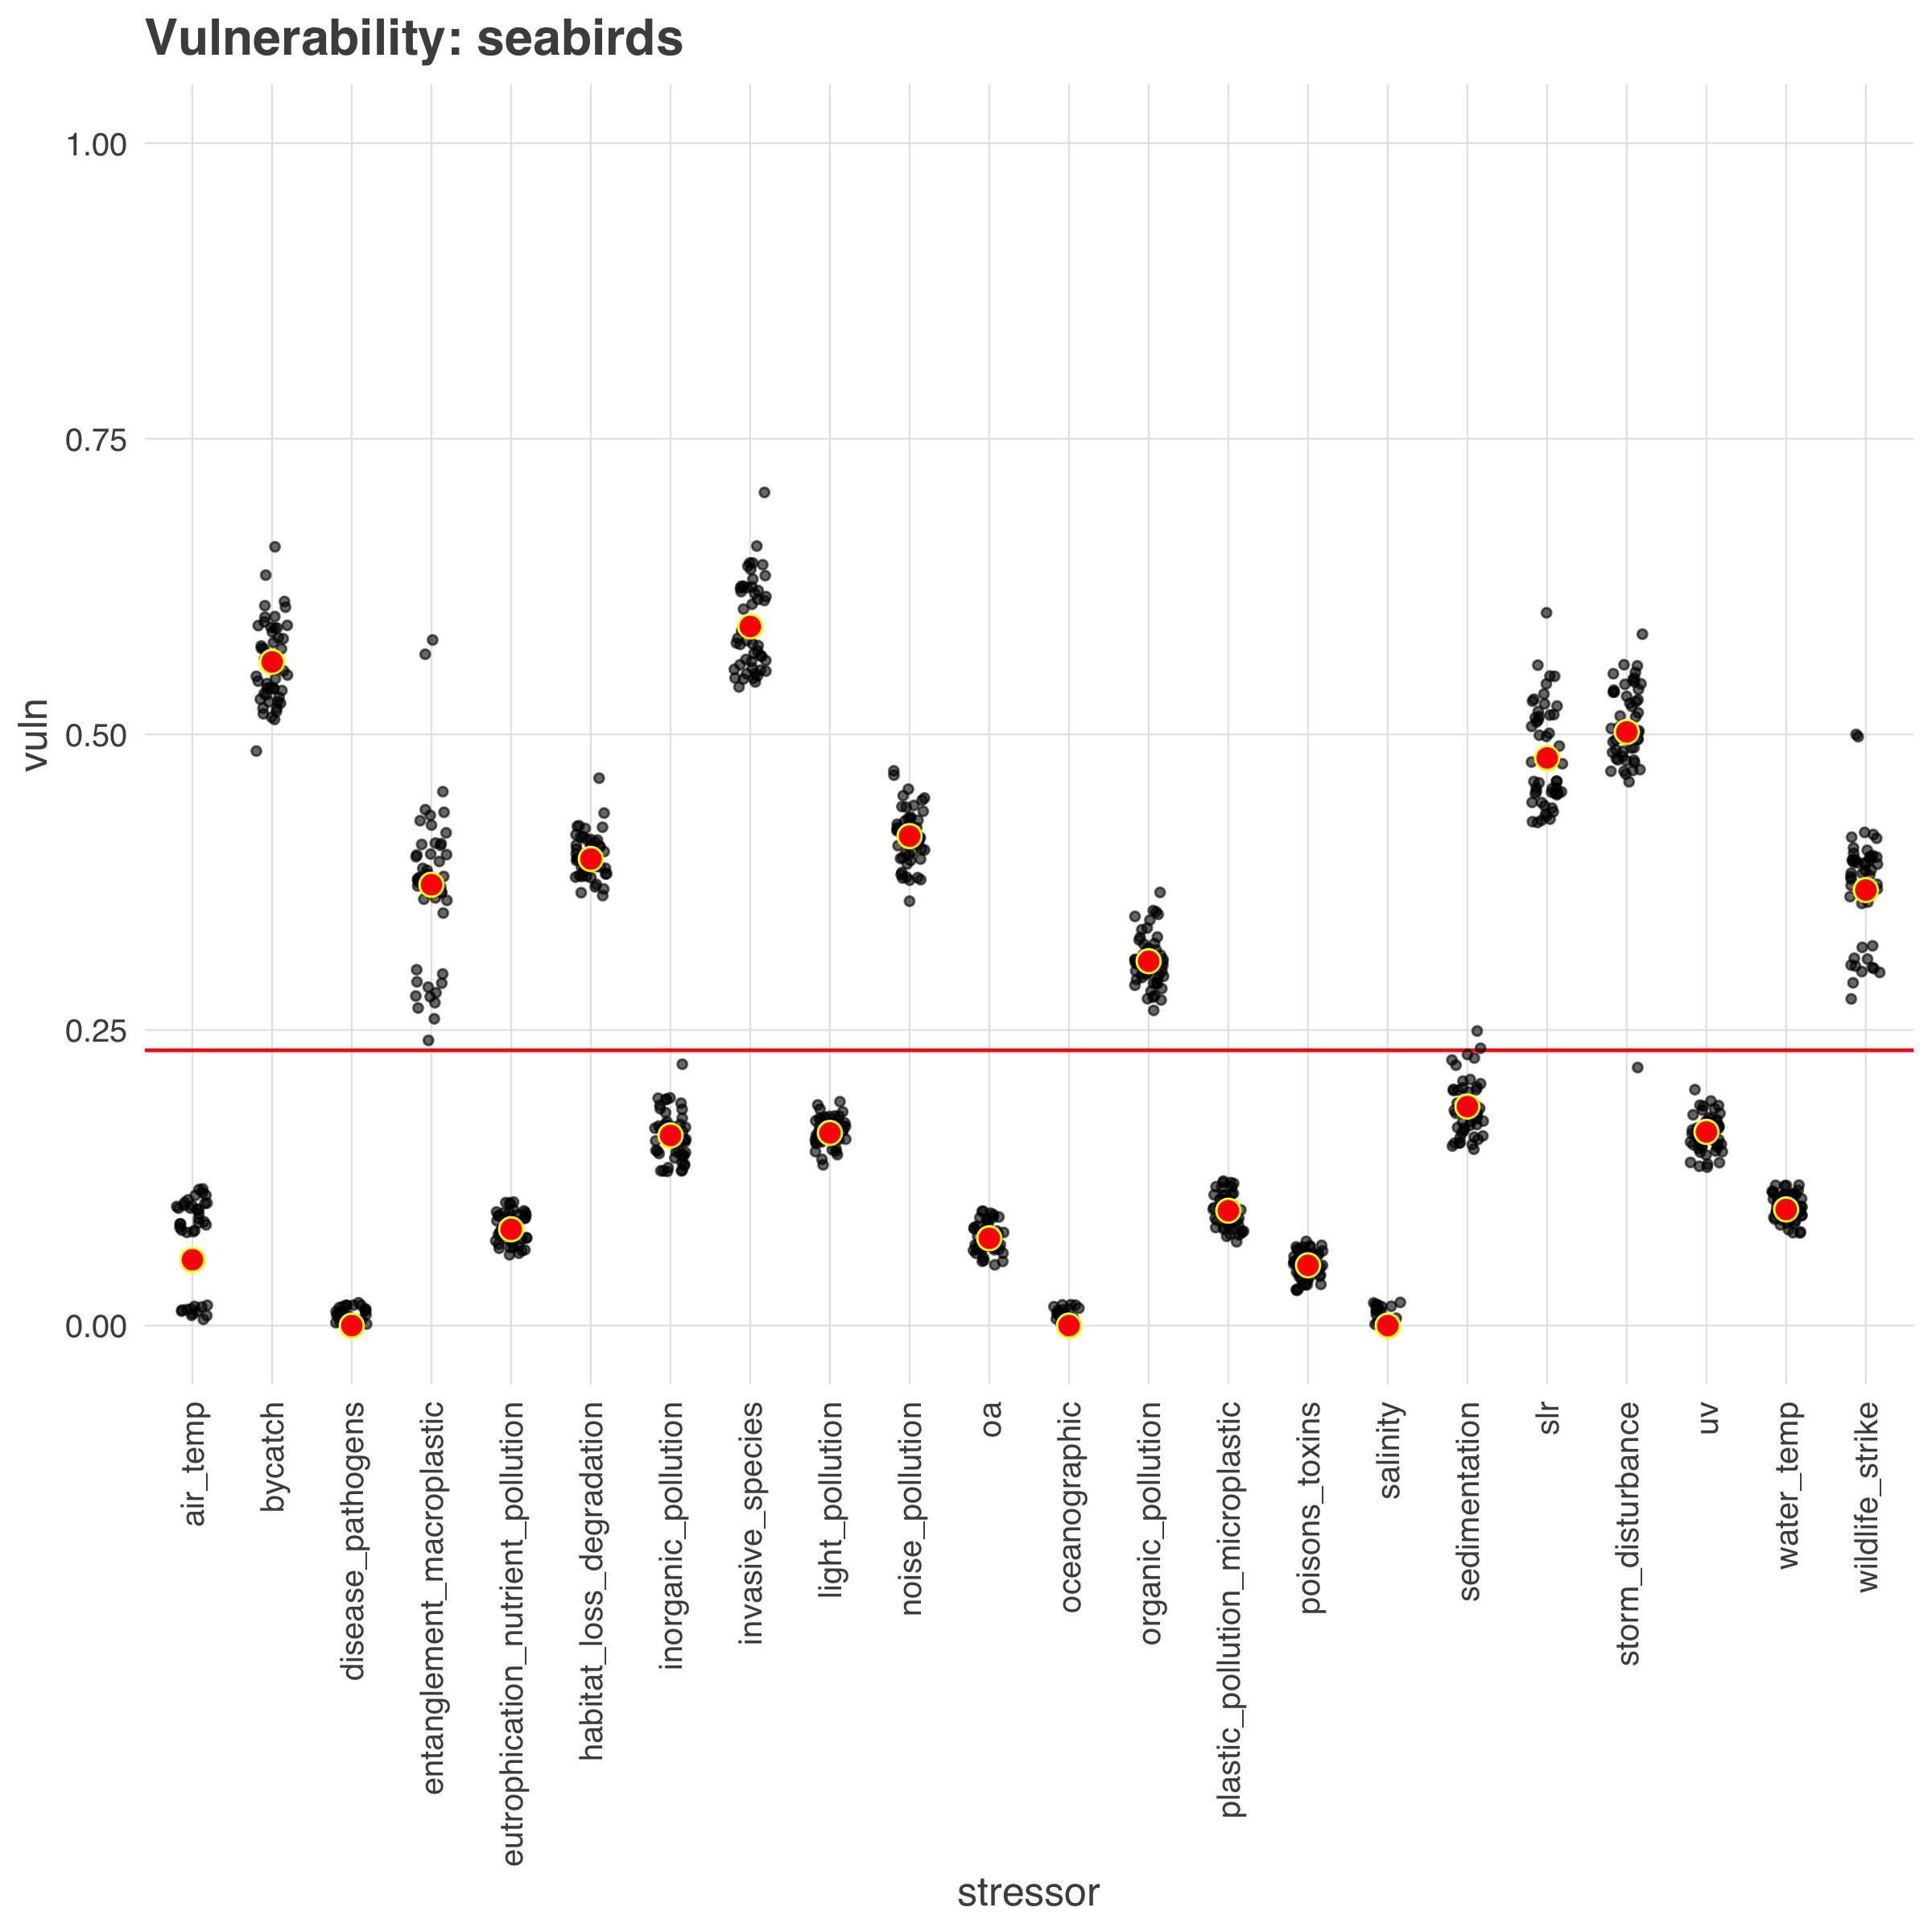 Vulnerability: seabirds
1.00
0.75
0.50
0.25
0.00
vuln
air_temp
bycatch
disease_pathogens
entanglement_macroplastic
eutrophication_nutrient_pollution
habitat_loss_degradation
inorganic_pollution
invasive_species
light_pollution
noise_pollution
oa
oceanographic
organic_pollution
plastic_pollution_microplastic
poisons_toxins
salinity
sedimentation
slr
storm_disturbance
uv
water_temp
wildlife_strike
stressor